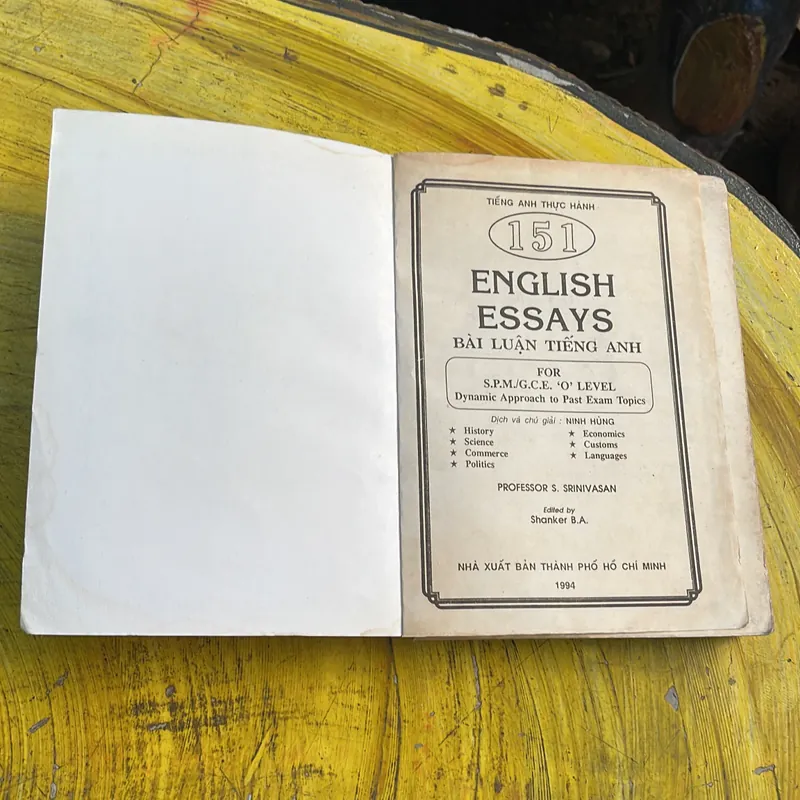 TIẾNG ANH THỰC HÀNH
151
ENGLISH
ESSAYS
BÀI LUẬN TIẾNG ANH
FOR
S.P.M./G.C.E. ‘O’ LEVEL
Dynamic Approach to Past Exam Topics
Dịch và chú giải : NINH HÙNG
★ History
★ Science
★ Commerce
★ Politics
★ Economics
★ Customs
★ Languages
PROFESSOR S. SRINIVASAN
Edited by
Shanker B.A.
NHÀ XUẤT BẢN THÀNH PHỐ HỒ CHÍ MINH
1994